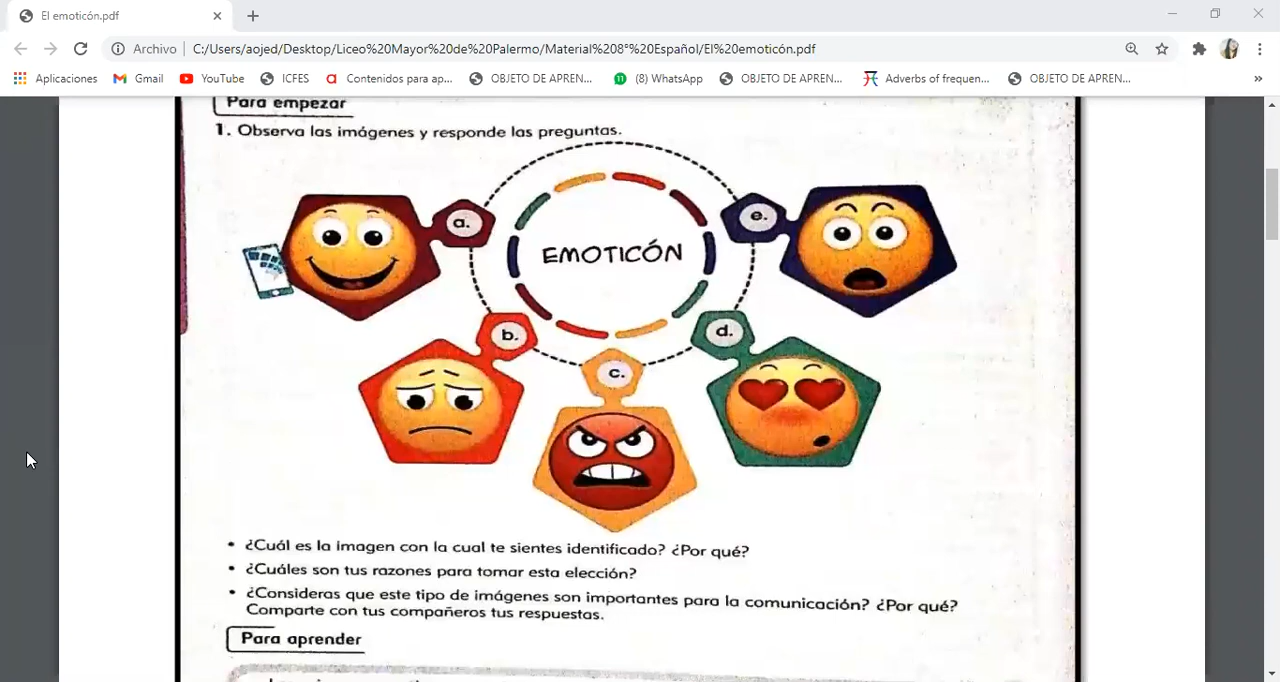 El emoticón.pdf
Archivo | C:/Users/aojed/Desktop/Liceo%20Mayor%20de%20Palermo/Material%208°%20Español/El%20emoticón.pdf
Aplicaciones Gmail YouTube ICFES Contenidos para ap... OBJETO DE APREN... (8) WhatsApp OBJETO DE APREN... Adverbs of frequen... OBJETO DE APREN... »
Para empezar
1. Observa las imágenes y responde las preguntas.
a.
e.
EMOTICÓN
b.
d.
c.
• ¿Cuál es la imagen con la cual te sientes identificado? ¿Por qué?
• ¿Cuáles son tus razones para tomar esta elección?
• ¿Consideras que este tipo de imágenes son importantes para la comunicación? ¿Por qué?
Comparte con tus compañeros tus respuestas.
Para aprender